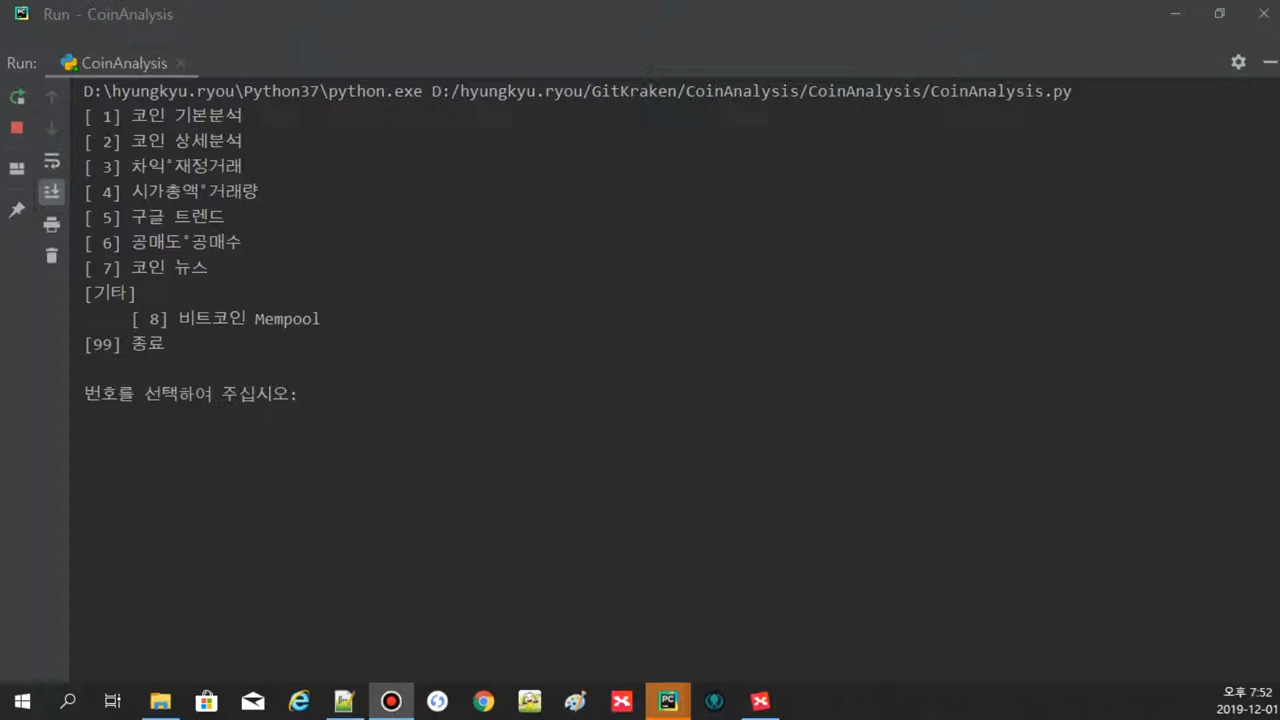 Run - CoinAnalysis
Run: CoinAnalysis
D:\hyungkyu.ryou\Python37\python.exe D:/hyungkyu.ryou/GitKraken/CoinAnalysis/CoinAnalysis/CoinAnalysis.py
[ 1] 코인 기본분석
[ 2] 코인 상세분석
[ 3] 차익°재정거래
[ 4] 시가총액°거래량
[ 5] 구글 트렌드
[ 6] 공매도°공매수
[ 7] 코인 뉴스
[기타]
[ 8] 비트코인 Mempool
[99] 종료
번호를 선택하여 주십시오:
오후 7:52
2019-12-01